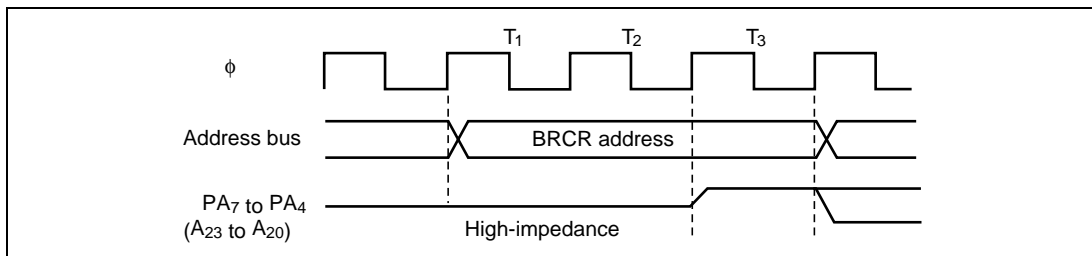 T1 T2 T3
ϕ
Address bus BRCR address
PA7 to PA4
(A23 to A20)
High-impedance